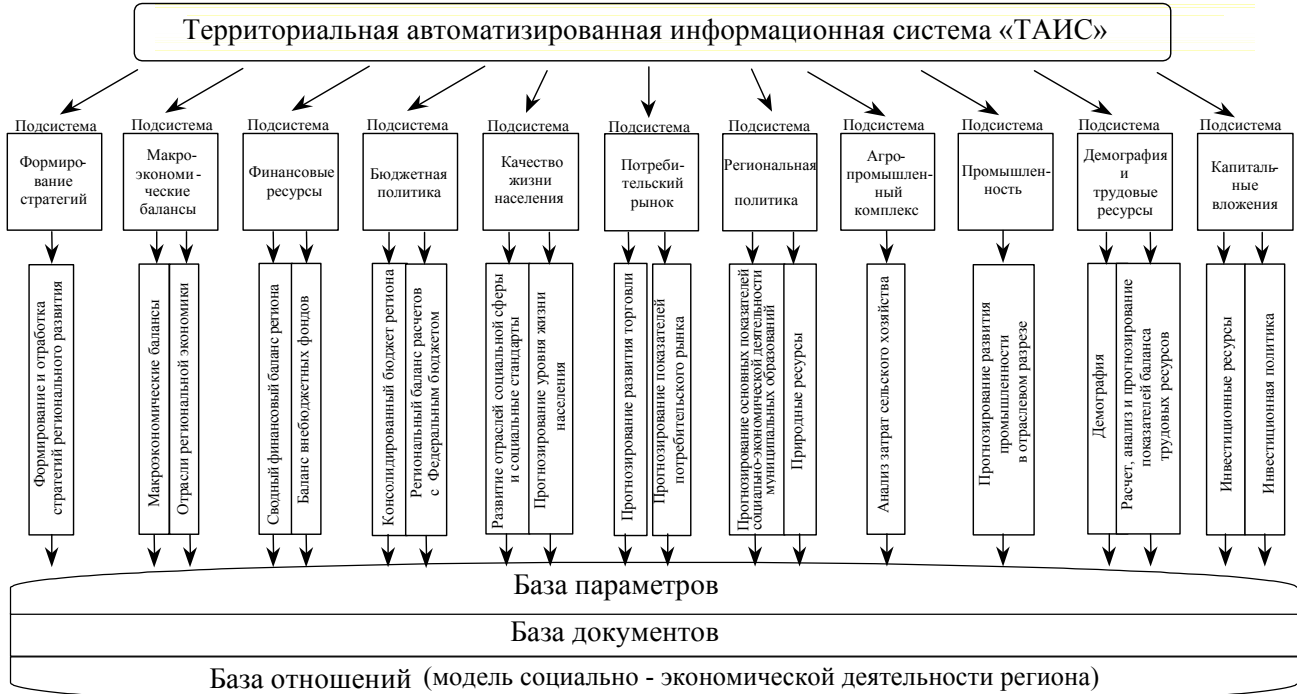 Территориальная автоматизированная информационная система «ТАИС»
Подсистема
Формиро-
вание
стратегий
Подсистема
Макро-
экономи -
ческие
балансы
Подсистема
Финансовые
ресурсы
Подсистема
Бюджетная
политика
Подсистема
Качество
жизни
населения
Подсистема
Потреби-
тельский
рынок
Подсистема
Региональная
политика
Подсистема
Агро-
промышлен-
ный
комплекс
Подсистема
Промышлен-
ность
Подсистема
Демография
и
трудовые
ресурсы
Подсистема
Капиталь-
ные
вложения
Формирование и отработка
стратегий регионального развития
Макроэкономические балансы
Отрасли региональной экономики
Сводный финансовый баланс региона
Баланс внебюджетных фондов
Консолидированный бюджет региона
Региональный баланс расчетов
с Федеральным бюджетом
Развитие отраслей социальной сферы
и социальные стандарты
Прогнозирование уровня жизни
населения
Прогнозирование развития торговли
Прогнозирование показателей
потребительского рынка
Прогнозирование основных показателей
социально-экономической деятельности
муниципальных образований
Природные ресурсы
Анализ затрат сельского хозяйства
Прогнозирование развития
промышленности
в отраслевом разрезе
Демография
Расчет, анализ и прогнозирование
показателей баланса
трудовых ресурсов
Инвестиционные ресурсы
Инвестиционная политика
База параметров
База документов
База отношений (модель социально - экономической деятельности региона)